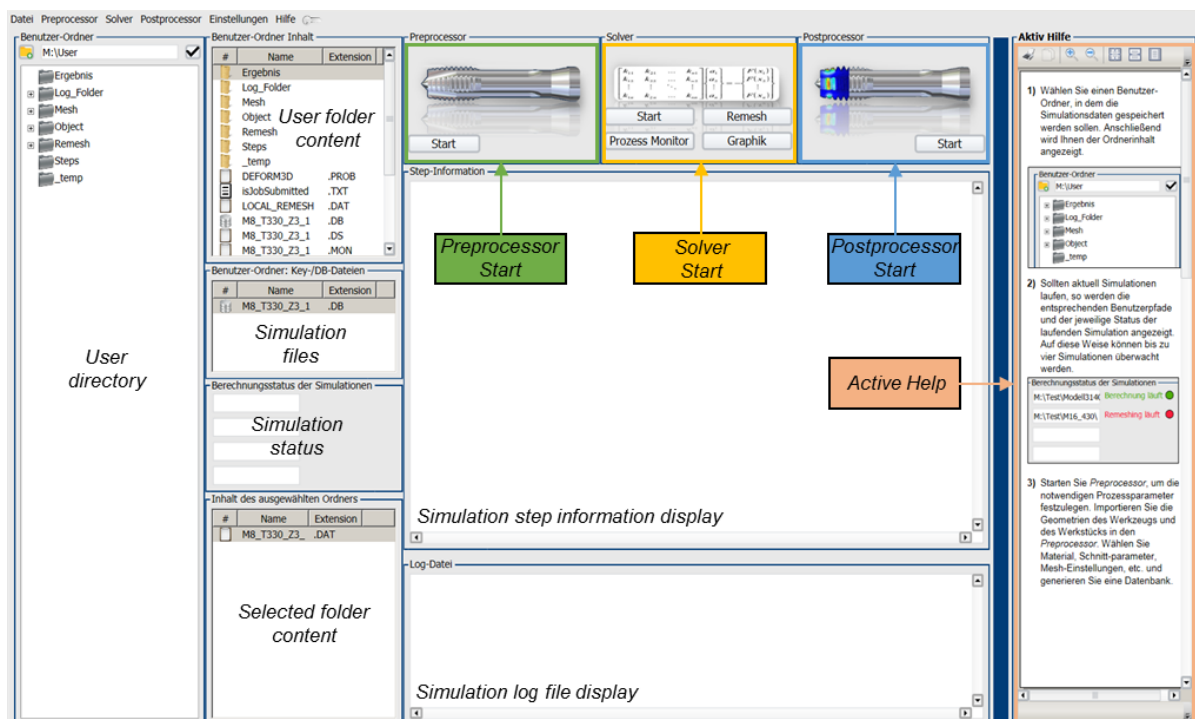 Datei Preprocessor Solver Postprocessor Einstellungen Hilfe
Benutzer-Ordner
M:\User
Ergebnis
Log_Folder
Mesh
Object
Remesh
Steps
_temp
User
directory
Benutzer-Ordner Inhalt
# Name Extension
Ergebnis
Log_Folder
Mesh
Object
Remesh
Steps
_temp
DEFORM3D .PROB
isJobSubmitted .TXT
LOCAL_REMESH .DAT
M8_T330_Z3_1 .DB
M8_T330_Z3_1 .DS
M8_T330_Z3_1 .MON
User folder
content
Benutzer-Ordner: Key-/DB-Dateien
# Name Extension
M8_T330_Z3_1 .DB
Simulation
files
Berechnungsstatus der Simulationen
Simulation
status
Inhalt des ausgewählten Ordners
# Name Extension
M8_T330_Z3_ .DAT
Selected folder
content
Preprocessor
Start
Solver
Start Remesh
Prozess Monitor Graphik
Postprocessor
Start
Step-Information
Preprocessor
Start
Solver
Start
Postprocessor
Start
Active Help
Simulation step information display
Log-Datei
Simulation log file display
Aktiv Hilfe
1) Wählen Sie einen Benutzer-
Ordner, in dem die
Simulationsdaten gespeichert
werden sollen. Anschließend
wird Ihnen der Ordnerinhalt
angezeigt.
Benutzer-Ordner
M:\User
Ergebnis
Log_Folder
Mesh
Object
_temp
2) Sollten aktuell Simulationen
laufen, so werden die
entsprechenden Benutzerpfade
und der jeweilige Status der
laufenden Simulation angezeigt.
Auf diese Weise können bis zu
vier Simulationen überwacht
werden.
Berechnungsstatus der Simulationen
M:\Test\Modell314( Berechnung läuft
M:\Test\M16_430\ Remeshing läuft
3) Starten Sie Preprocessor, um die
notwendigen Prozessparameter
festzulegen. Importieren Sie die
Geometrien des Werkzeugs und
des Werkstücks in den
Preprocessor. Wählen Sie
Material, Schnitt-parameter,
Mesh-Einstellungen, etc. und
generieren Sie eine Datenbank.